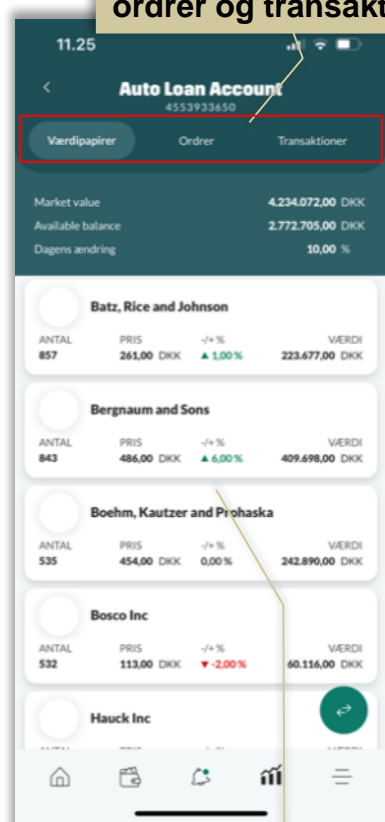 ordrer og transakt
11.25
Auto Loan Account
4553933650
Værdipapirer Ordrer Transaktioner
Market value 4.234.072,00 DKK
Available balance 2.772.705,00 DKK
Dagens ændring 10,00 %
Batz, Rice and Johnson
ANTAL PRIS -/+ % VÆRDI
857 261,00 DKK ▲ 1,00 % 223.677,00 DKK
Bergnaum and Sons
ANTAL PRIS -/+ % VÆRDI
843 486,00 DKK ▲ 6,00 % 409.698,00 DKK
Boehm, Kautzer and Prohaska
ANTAL PRIS -/+ % VÆRDI
535 454,00 DKK 0,00 % 242.890,00 DKK
Bosco Inc
ANTAL PRIS -/+ % VÆRDI
532 113,00 DKK ▼ -2,00 % 60.116,00 DKK
Hauck Inc